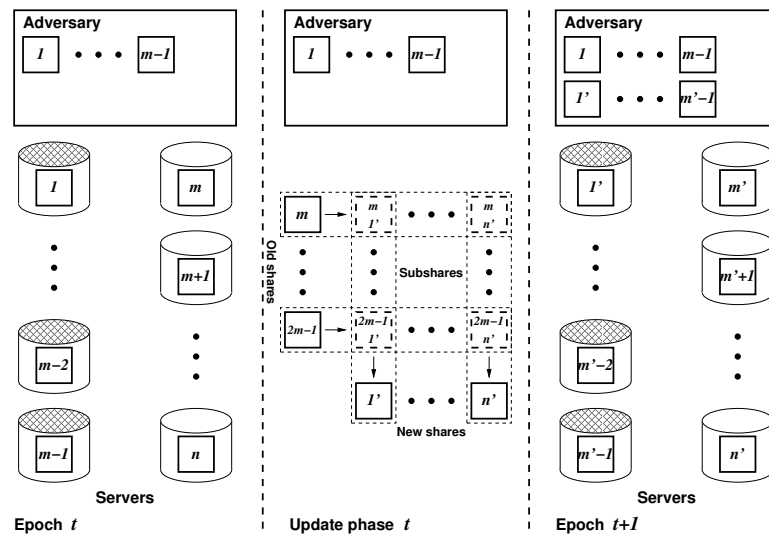 Adversary
1 • • • m−1
1
m
m+1
m−2
m−1
n
Servers
Epoch t
Adversary
1 • • • m−1
Old shares
m
m
1'
• • •
m
n'
Subshares
2m−1
2m−1
1'
• • •
2m−1
n'
1' • • • n'
New shares
Update phase t
Adversary
1 • • • m−1
1' • • • m'−1
1'
m'
m'+1
m'−2
m'−1
n'
Servers
Epoch t+1